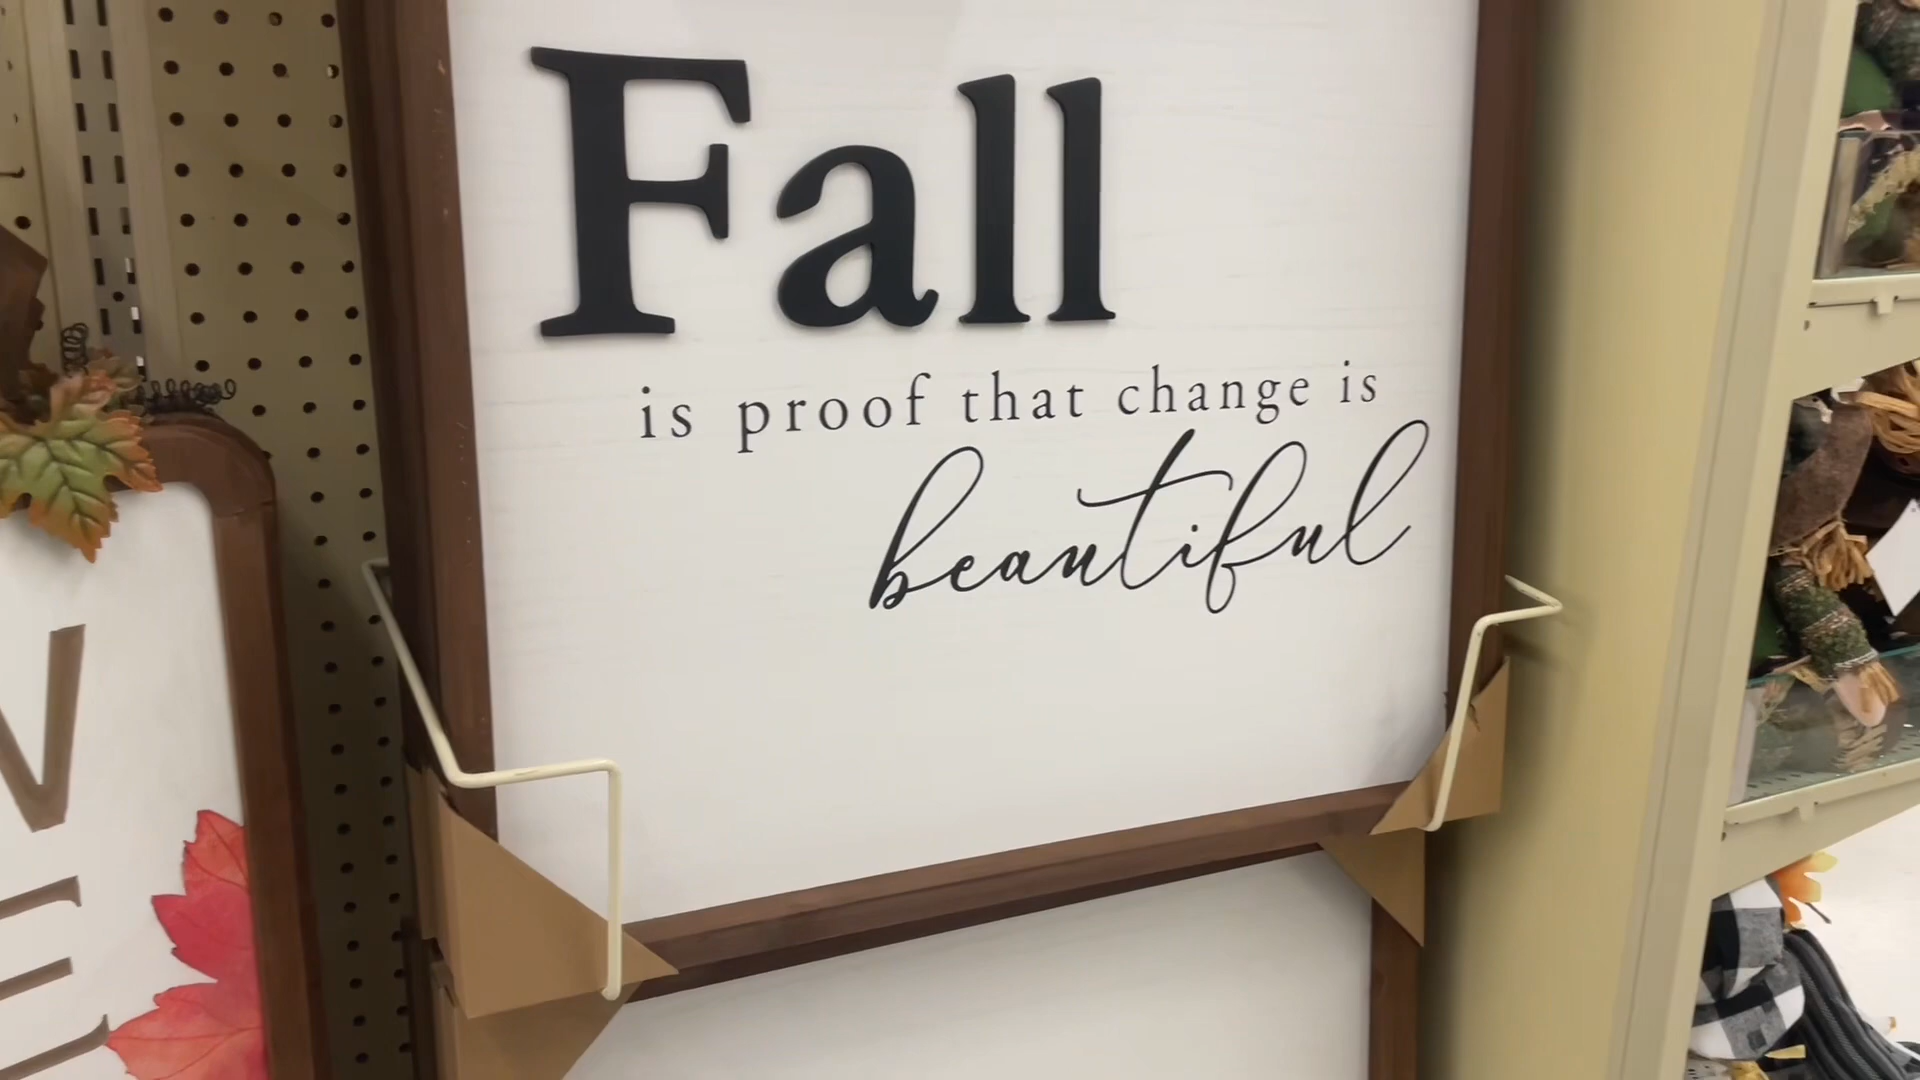 Fall
is proof that change is
beautiful